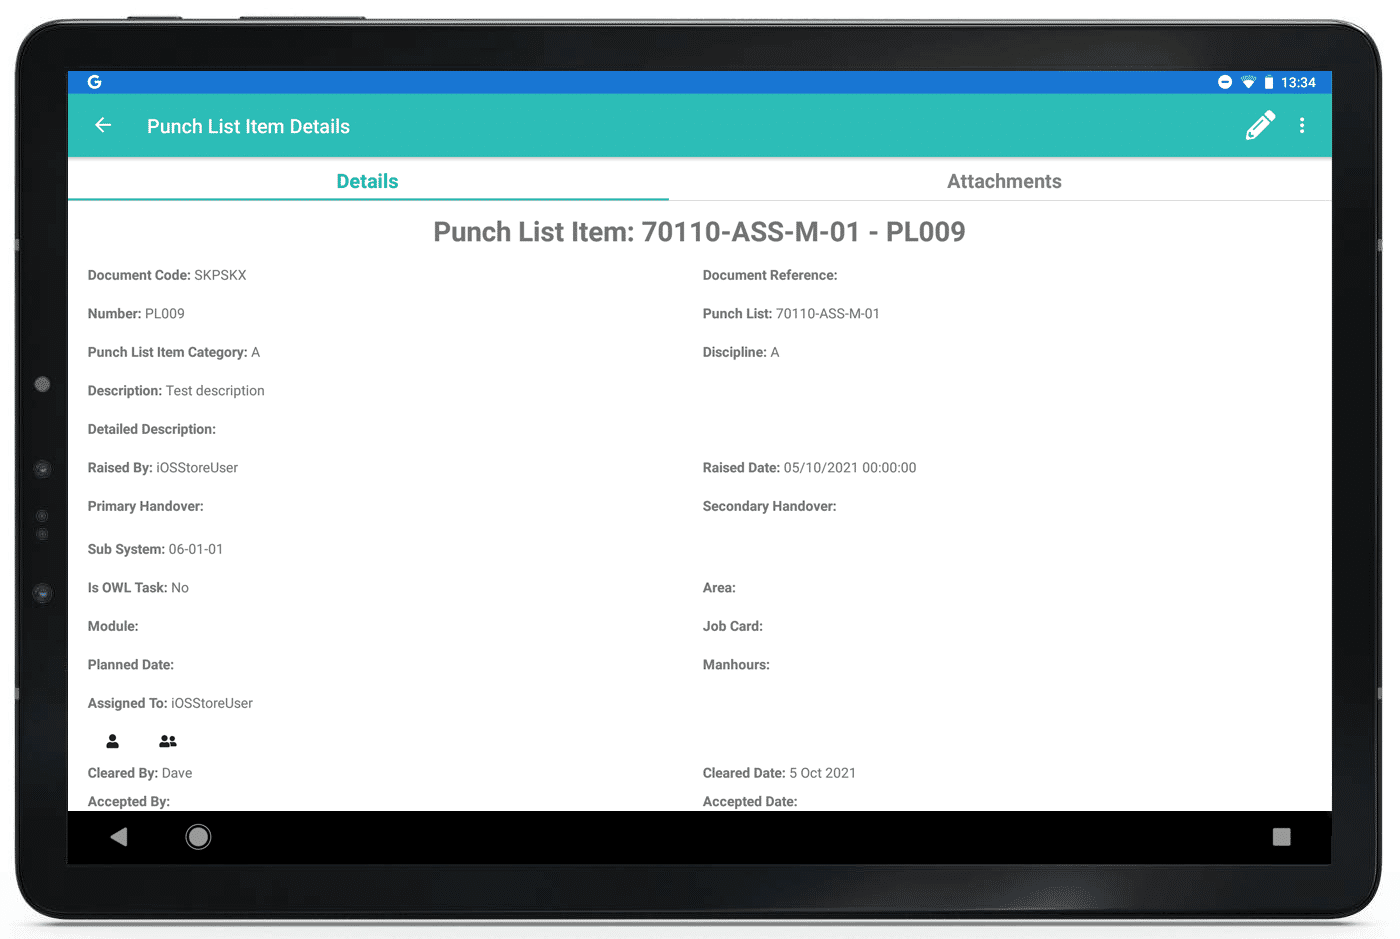 G 13:34
Punch List Item Details
Details Attachments
Punch List Item: 70110-ASS-M-01 - PL009
Document Code: SKPSKX Document Reference:
Number: PL009 Punch List: 70110-ASS-M-01
Punch List Item Category: A Discipline: A
Description: Test description
Detailed Description:
Raised By: iOSStoreUser Raised Date: 05/10/2021 00:00:00
Primary Handover: Secondary Handover:
Sub System: 06-01-01
Is OWL Task: No Area:
Module: Job Card:
Planned Date: Manhours:
Assigned To: iOSStoreUser
Cleared By: Dave Cleared Date: 5 Oct 2021
Accepted By: Accepted Date: